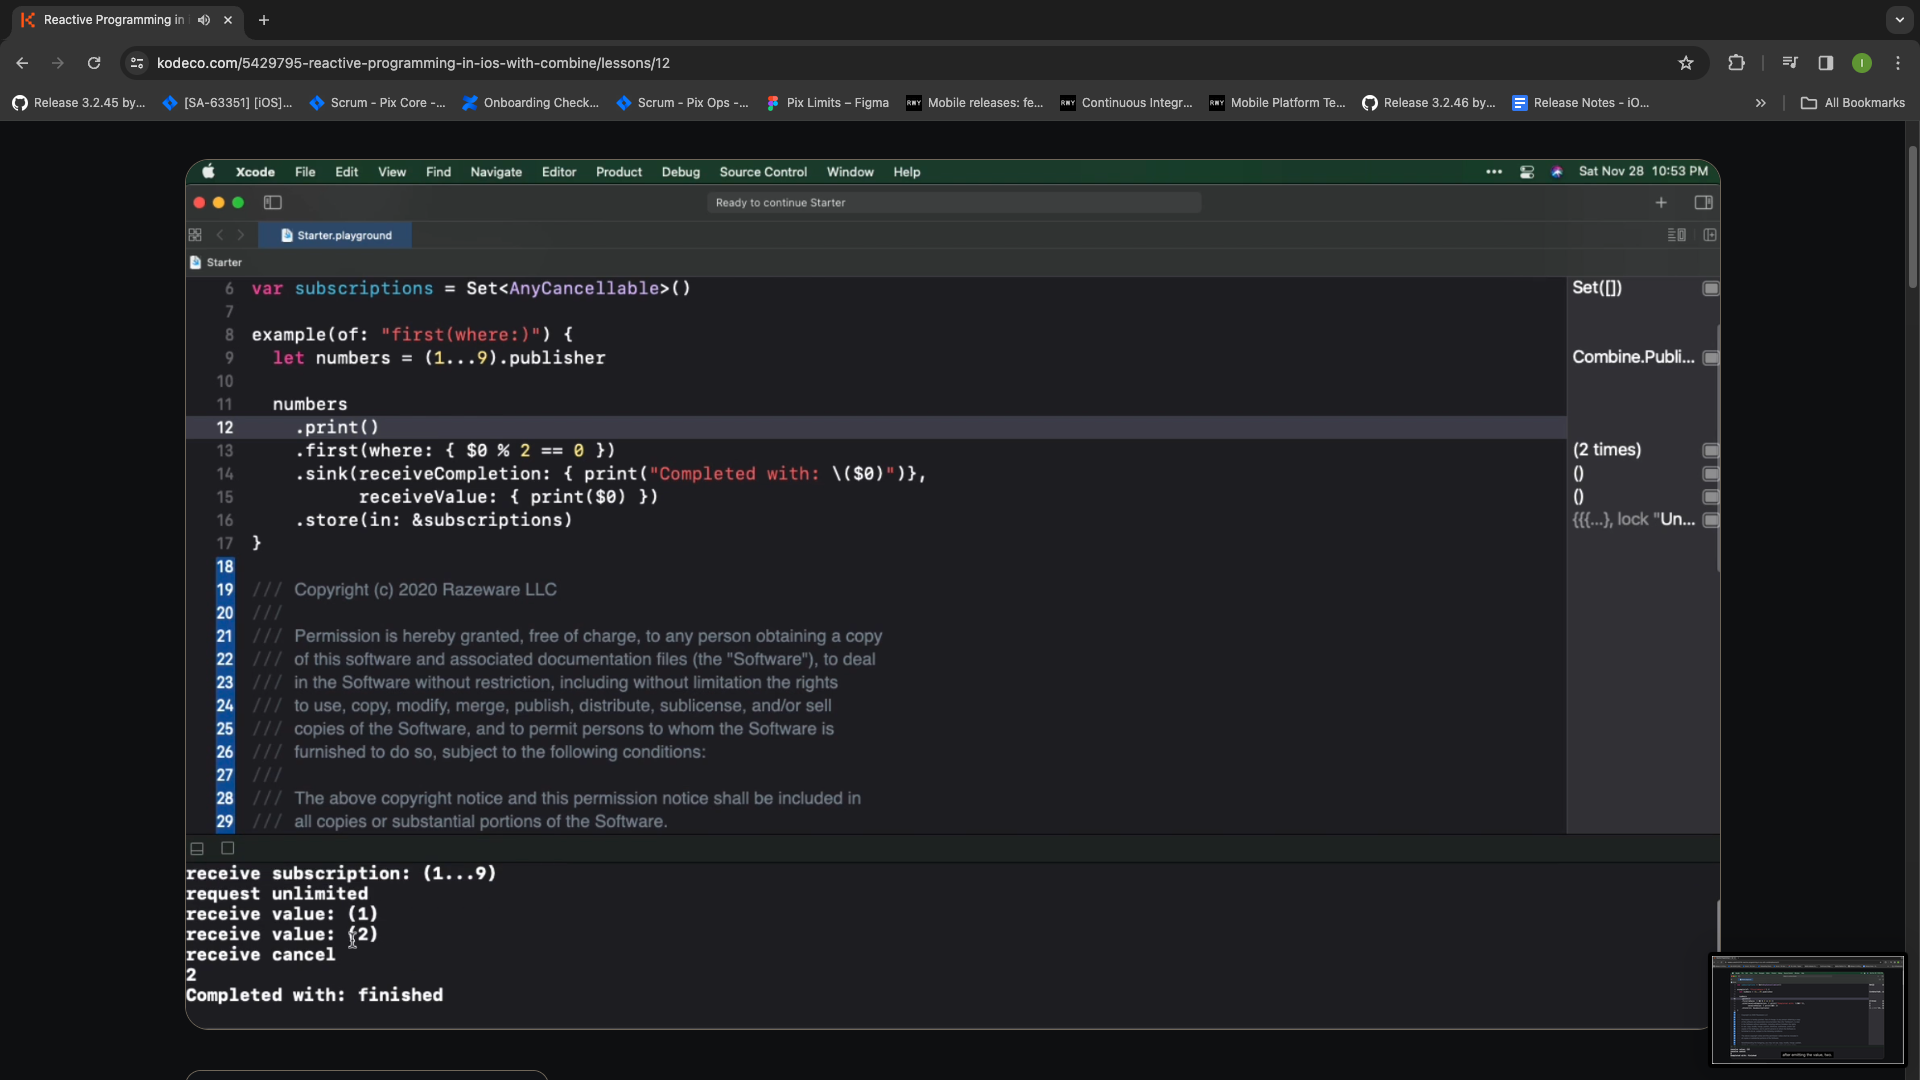 Reactive Programming in
kodeco.com/5429795-reactive-programming-in-ios-with-combine/lessons/12
I
Release 3.2.45 by...
[SA-63351] [iOS]...
Scrum - Pix Core -...
Onboarding Check...
Scrum - Pix Ops -...
Pix Limits – Figma
Mobile releases: fe...
Continuous Integr...
Mobile Platform Te...
Release 3.2.46 by...
Release Notes - iO...
All Bookmarks
Xcode File Edit View Find Navigate Editor Product Debug Source Control Window Help
Sat Nov 28 10:53 PM
Ready to continue Starter
Starter.playground
Starter
6 var subscriptions = Set<AnyCancellable>()
Set([])
7
8 example(of: "first(where:)") {
9 let numbers = (1...9).publisher
Combine.Publi...
10
11 numbers
12 .print()
13 .first(where: { $0 % 2 == 0 })
(2 times)
14 .sink(receiveCompletion: { print("Completed with: \($0)")},
()
15 receiveValue: { print($0) })
()
16 .store(in: &subscriptions)
{{{...}, lock "Un...
17 }
18
19 /// Copyright (c) 2020 Razeware LLC
20 ///
21 /// Permission is hereby granted, free of charge, to any person obtaining a copy
22 /// of this software and associated documentation files (the "Software"), to deal
23 /// in the Software without restriction, including without limitation the rights
24 /// to use, copy, modify, merge, publish, distribute, sublicense, and/or sell
25 /// copies of the Software, and to permit persons to whom the Software is
26 /// furnished to do so, subject to the following conditions:
27 ///
28 /// The above copyright notice and this permission notice shall be included in
29 /// all copies or substantial portions of the Software.
receive subscription: (1...9)
request unlimited
receive value: (1)
receive value: (2)
receive cancel
2
Completed with: finished
after emitting the value, two.